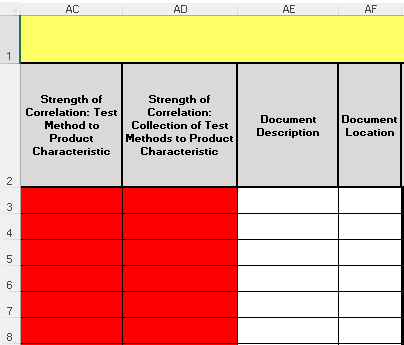 AC AD AE AF
1
Strength of
Correlation: Test
Method to
Product
Characteristic
Strength of
Correlation:
Collection of Test
Methods to Product
Characteristic
Document
Description
Document
Location
2
3
4
5
6
7
8